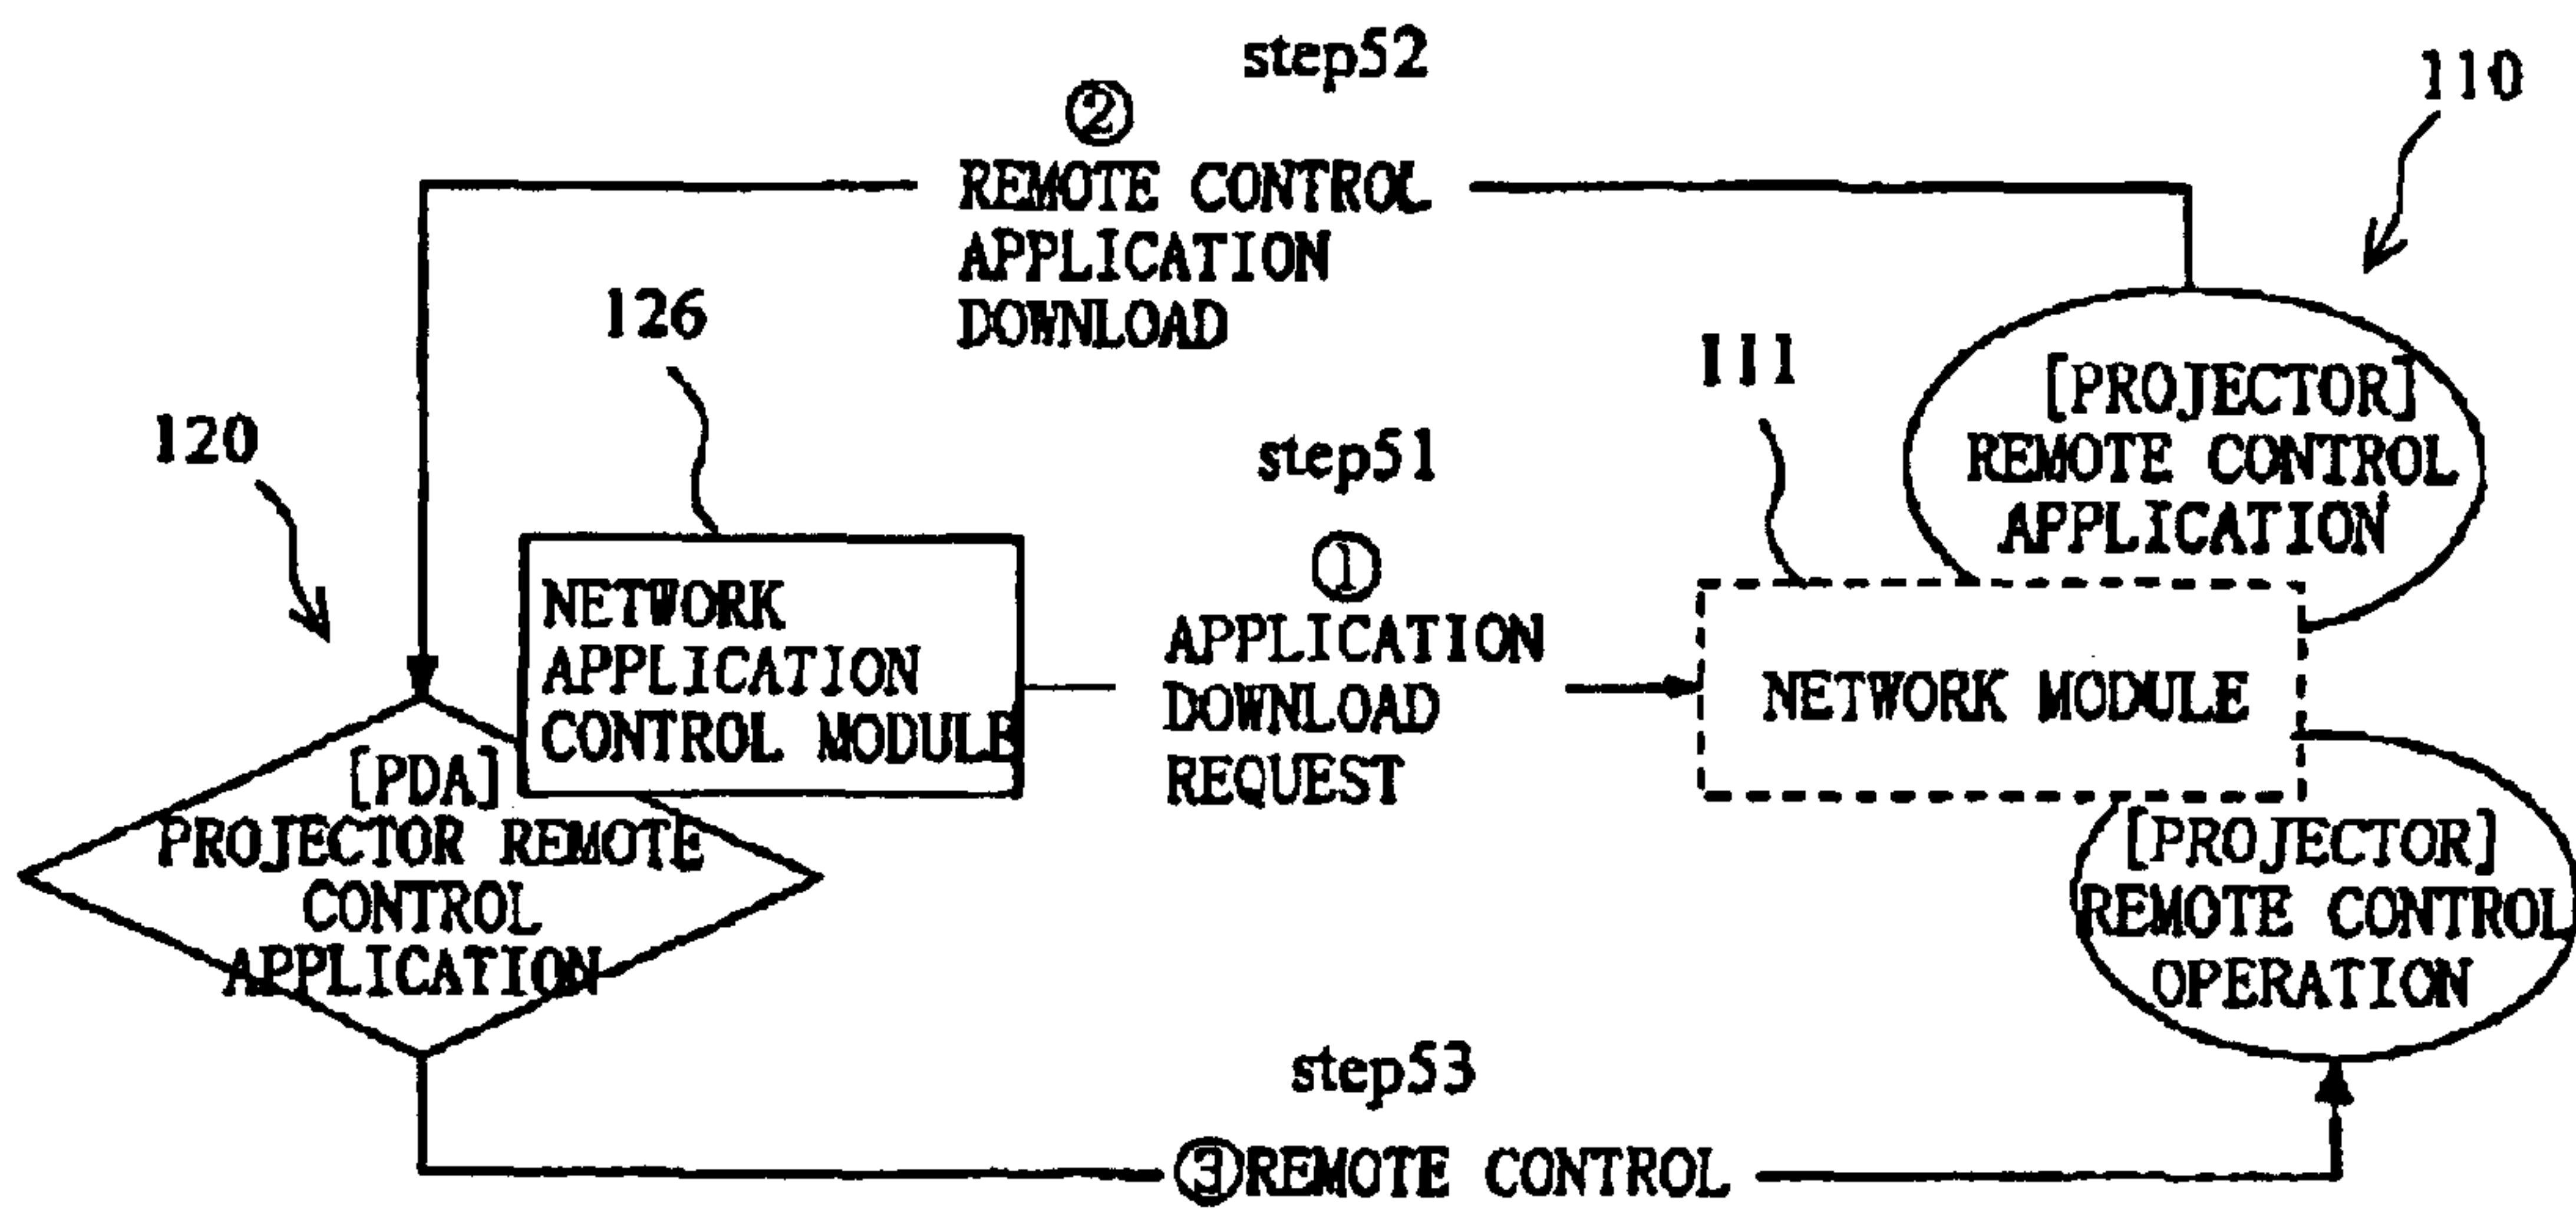 step52
②
REMOTE CONTROL
APPLICATION
DOWNLOAD
110
126
111
120
[PROJECTOR]
REMOTE CONTROL
APPLICATION
step51
①
APPLICATION
DOWNLOAD
REQUEST
NETWORK
APPLICATION
CONTROL MODULE
NETWORK MODULE
[PDA]
PROJECTOR REMOTE
CONTROL
APPLICATION
[PROJECTOR]
REMOTE CONTROL
OPERATION
step53
③REMOTE CONTROL